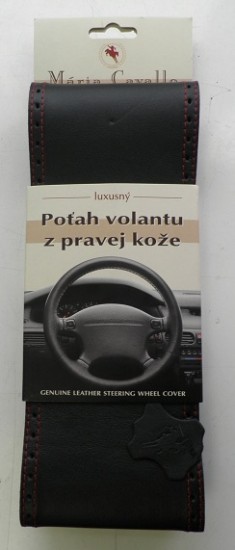 Mária Cavallo
luxusný
Poťah volantu
z pravej kože
GENUINE LEATHER STEERING WHEEL COVER